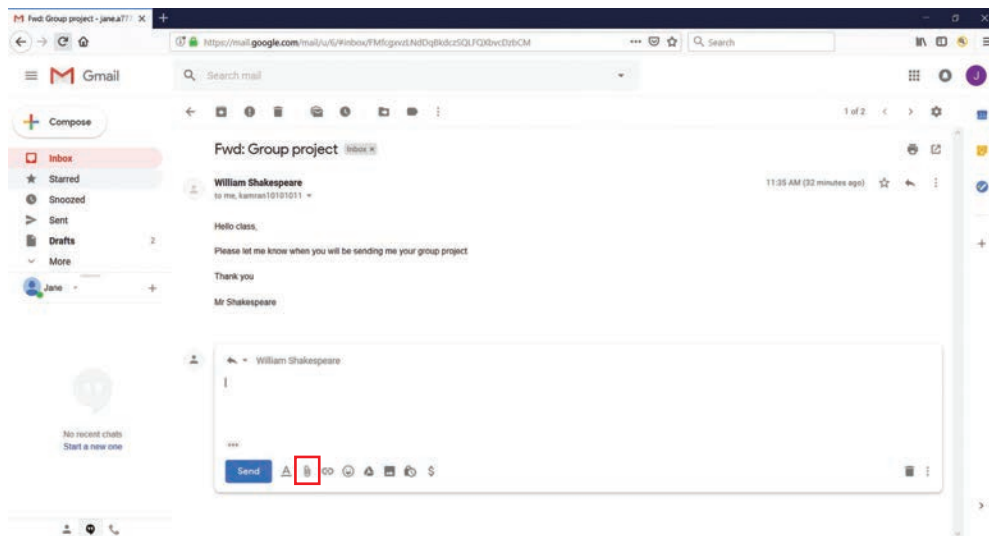 Fwd: Group project - jane.a77
https://mail.google.com/mail/u/6/#inbox/
Search
Gmail
Search mail
J
Compose
1 of 2
Inbox
Starred
Snoozed
Sent
Drafts 2
More
Jane
No recent chats
Start a new one
Fwd: Group project Inbox x
William Shakespeare 11:35 AM (32 minutes ago)
to me, kamran10101011
Hello class,
Please let me know when you will be sending me your group project
Thank you
Mr Shakespeare
William Shakespeare
Send